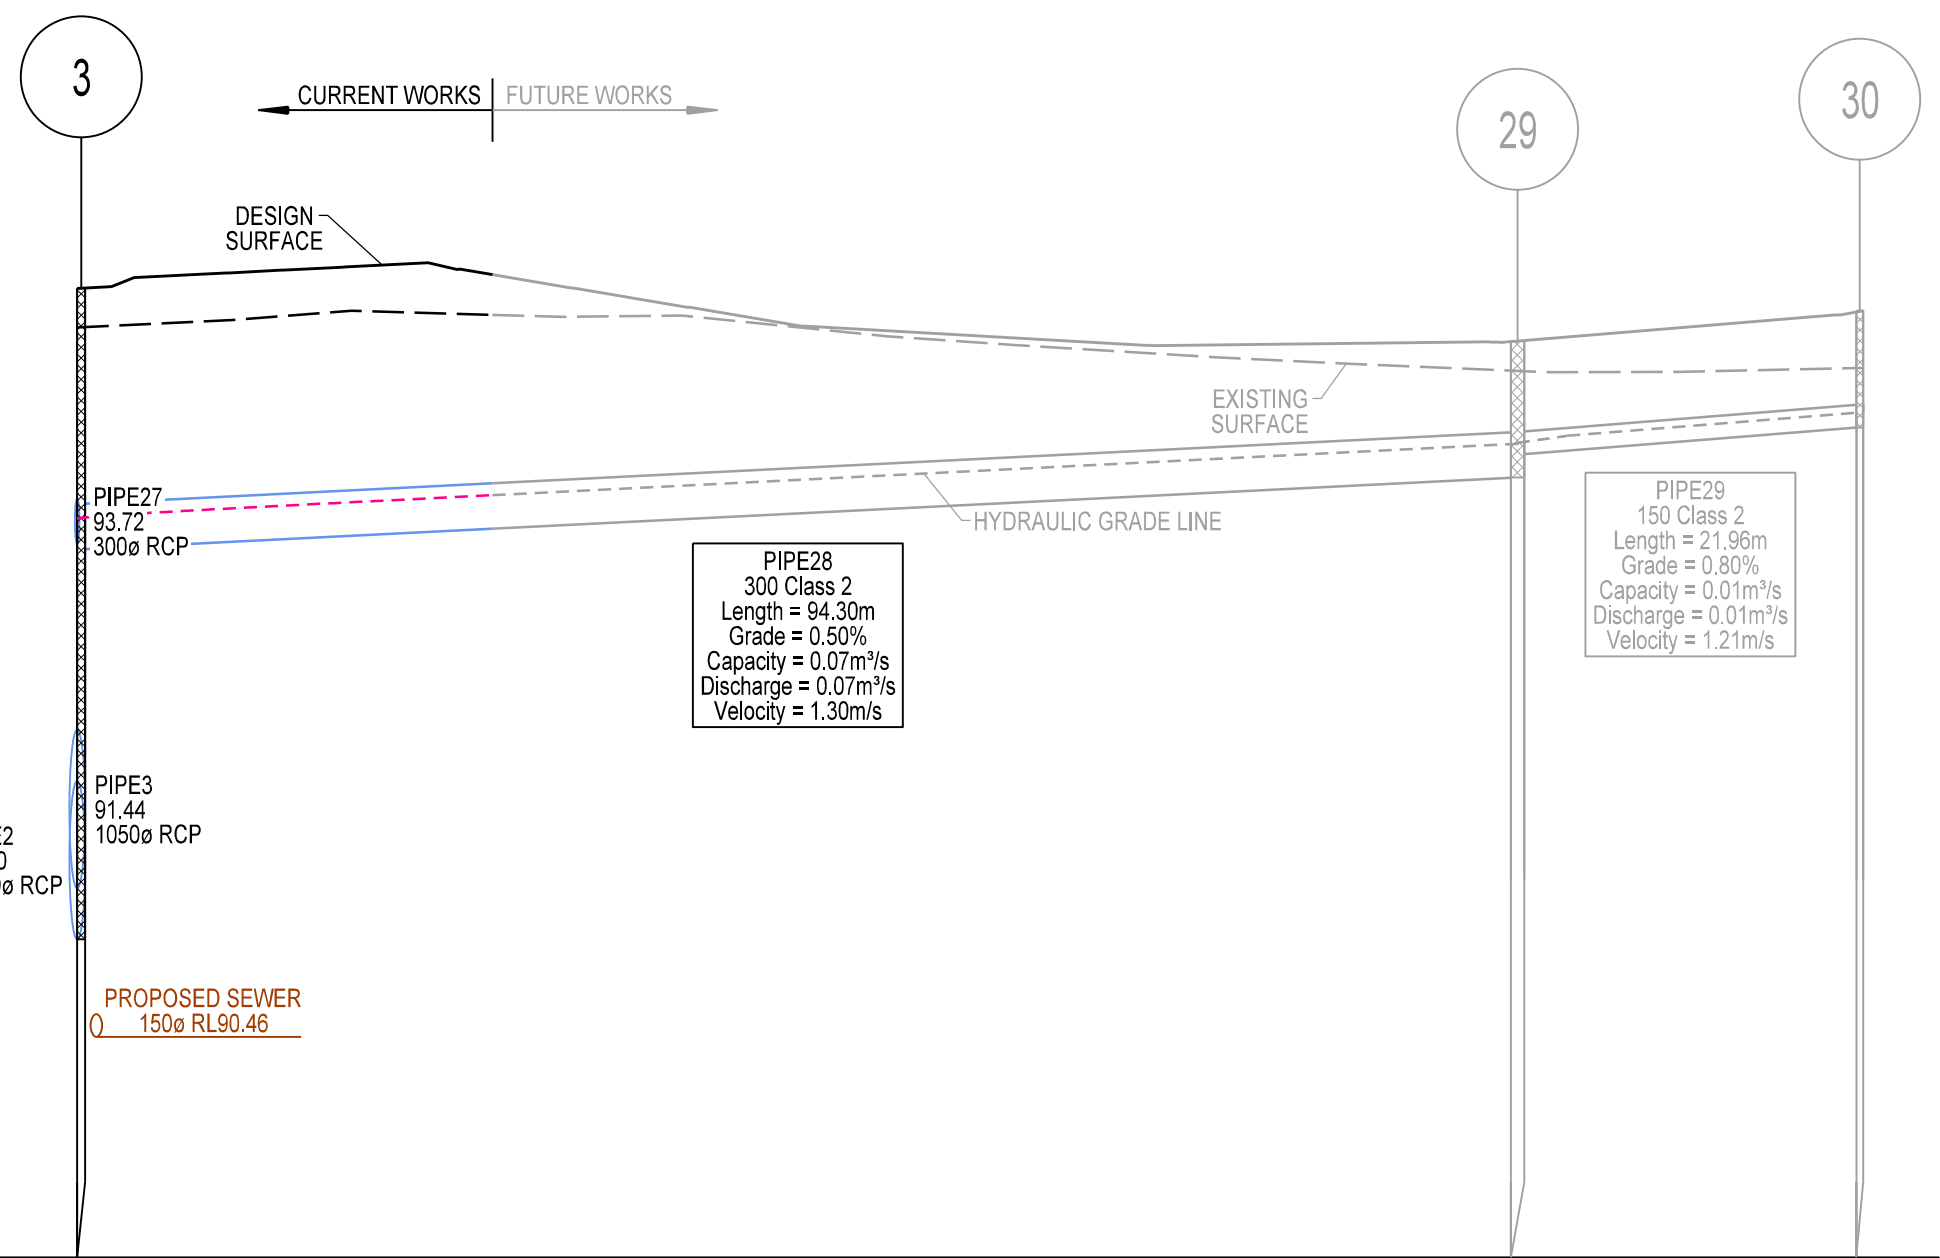 3
CURRENT WORKS
FUTURE WORKS
29
30
DESIGN
SURFACE
EXISTING
SURFACE
PIPE27
93.72
300ø RCP
HYDRAULIC GRADE LINE
PIPE28
300 Class 2
Length = 94.30m
Grade = 0.50%
Capacity = 0.07m³/s
Discharge = 0.07m³/s
Velocity = 1.30m/s
PIPE29
150 Class 2
Length = 21.96m
Grade = 0.80%
Capacity = 0.01m³/s
Discharge = 0.01m³/s
Velocity = 1.21m/s
PIPE3
91.44
1050ø RCP
RCP
PROPOSED SEWER
150ø RL90.46